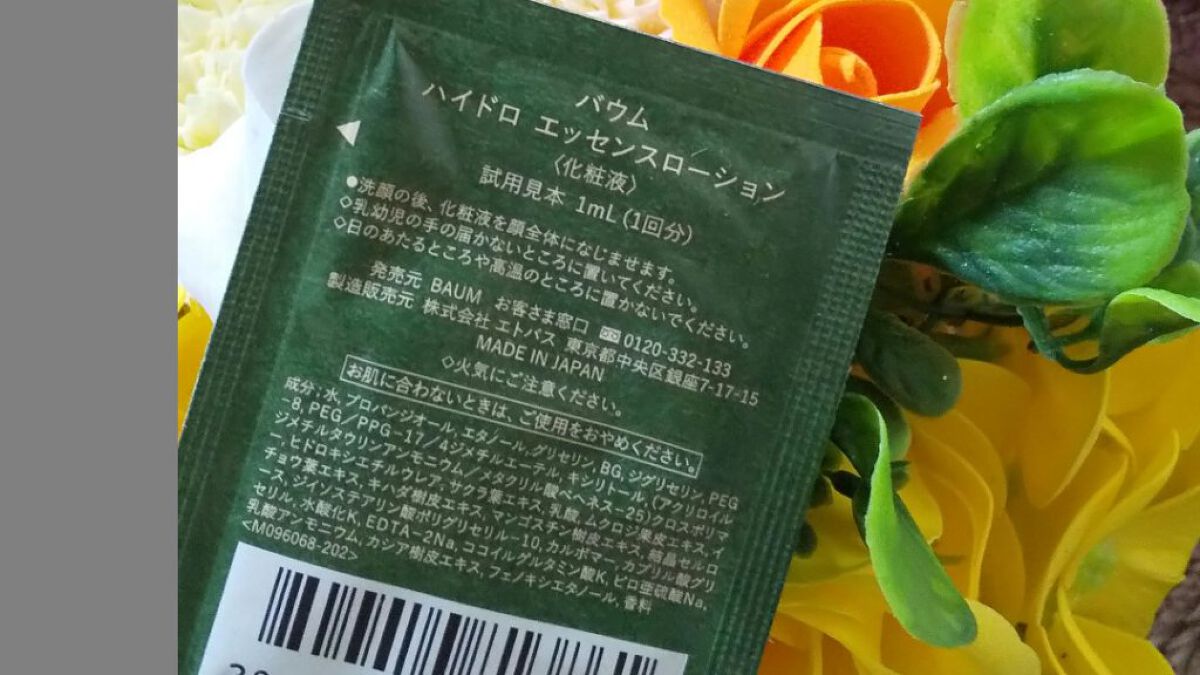 バウム
ハイドロ エッセンスローション
〈化粧液〉
試用見本 1mL(1回分)
●洗顔の後、化粧液を顔全体になじませます。
◇乳幼児の手の届かないところに置いてください。
◇日のあたるところや高温のところに置かないでください。
発売元 BAUM お客さま窓口 0120-332-133
製造販売元 株式会社 エトバス 東京都中央区銀座7-17-15
MADE IN JAPAN
◇火気にご注意ください。
お肌に合わないときは、ご使用をおやめください。
成分:水, プロパンジオール, エタノール, グリセリン, BG, ジグリセリン, PEG
-8, PEG/PPG-17/4ジメチルエーテル, キシリトール, (アクリロイル
ジメチルタウリンアンモニウム/メタクリル酸ベヘネス-25)クロスポリマ
ー, ヒドロキシエチルウレア, サクラ葉エキス, 乳酸, ムクロジ果皮エキス, イ
チョウ葉エキス, キハダ樹皮エキス, マンゴスチン樹皮エキス, 結晶セルロ
ース, ジイソステアリン酸ポリグリセリル-10, カルボマー, カプリル酸グリ
セリル, 水酸化K, EDTA-2Na, ココイルグルタミン酸K, ピロ亜硫酸Na,
乳酸アンモニウム, カシア樹皮エキス, フェノキシエタノール, 香料
<M096068-202>